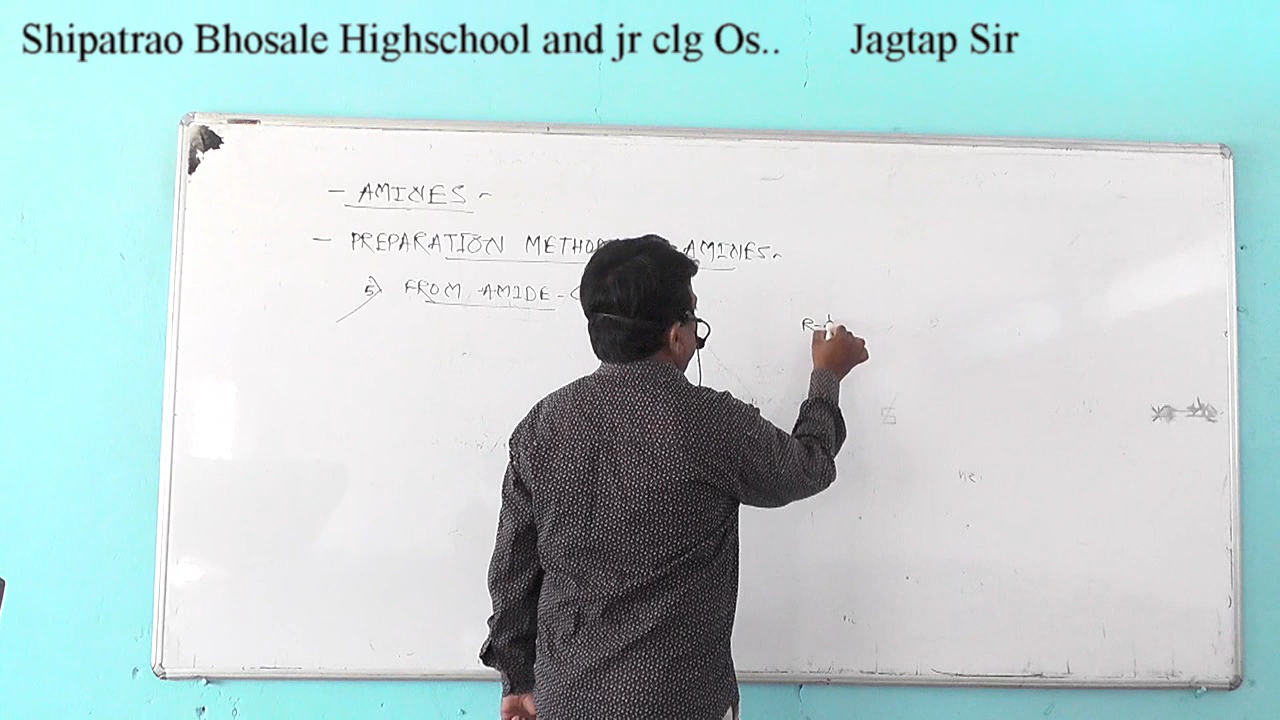 Shipatrao Bhosale Highschool and jr clg Os.. Jagtap Sir
- AMINES -
- PREPARATION METHO AMINES.
5) FROM AMIDE -
R-